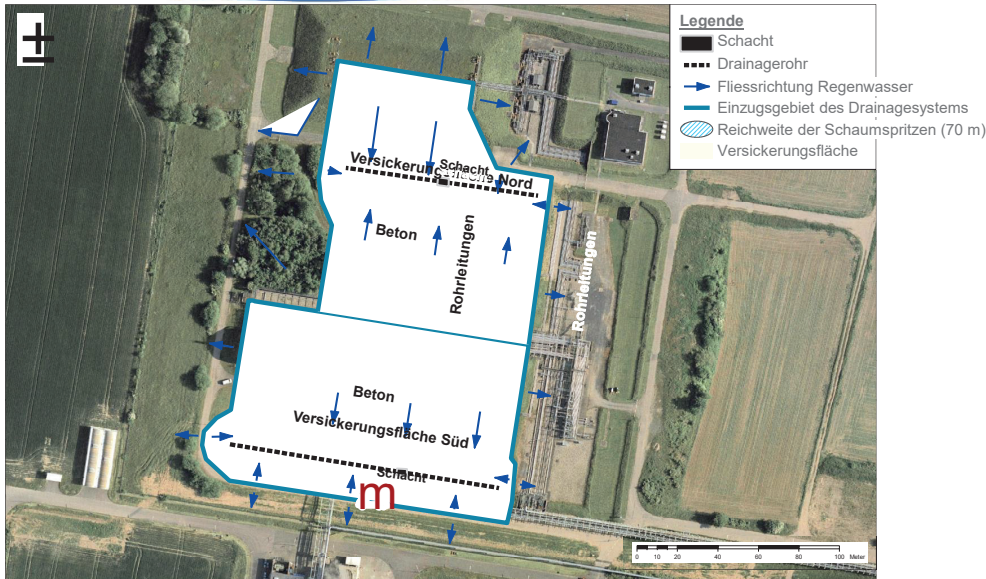 Legende
Schacht
Drainagerohr
Fliessrichtung Regenwasser
Einzugsgebiet des Drainagesystems
Reichweite der Schaumspritzen (70 m)
Versickerungsfläche
Schacht
Nord
Beton
Rohrleitungen
Rohrleitungen
Beton
Versickerungsfläche Süd
Schacht
m
0 10 20 40 60 80 100 Meter